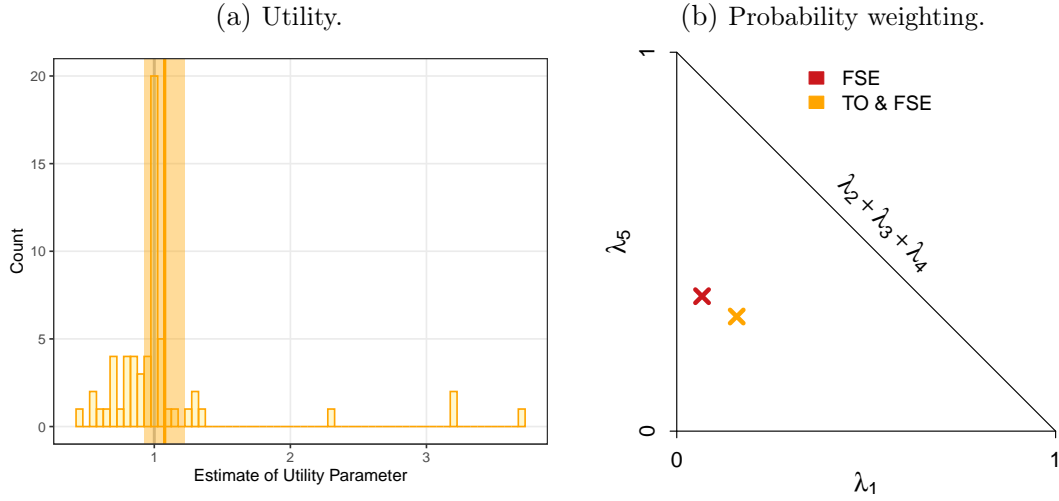 (a) Utility.
20
15
10
5
0
Count
1
2
3
Estimate of Utility Parameter
(b) Probability weighting.
1
FSE
TO & FSE
λ2 + λ3 + λ4
λ5
0
0
1
λ1